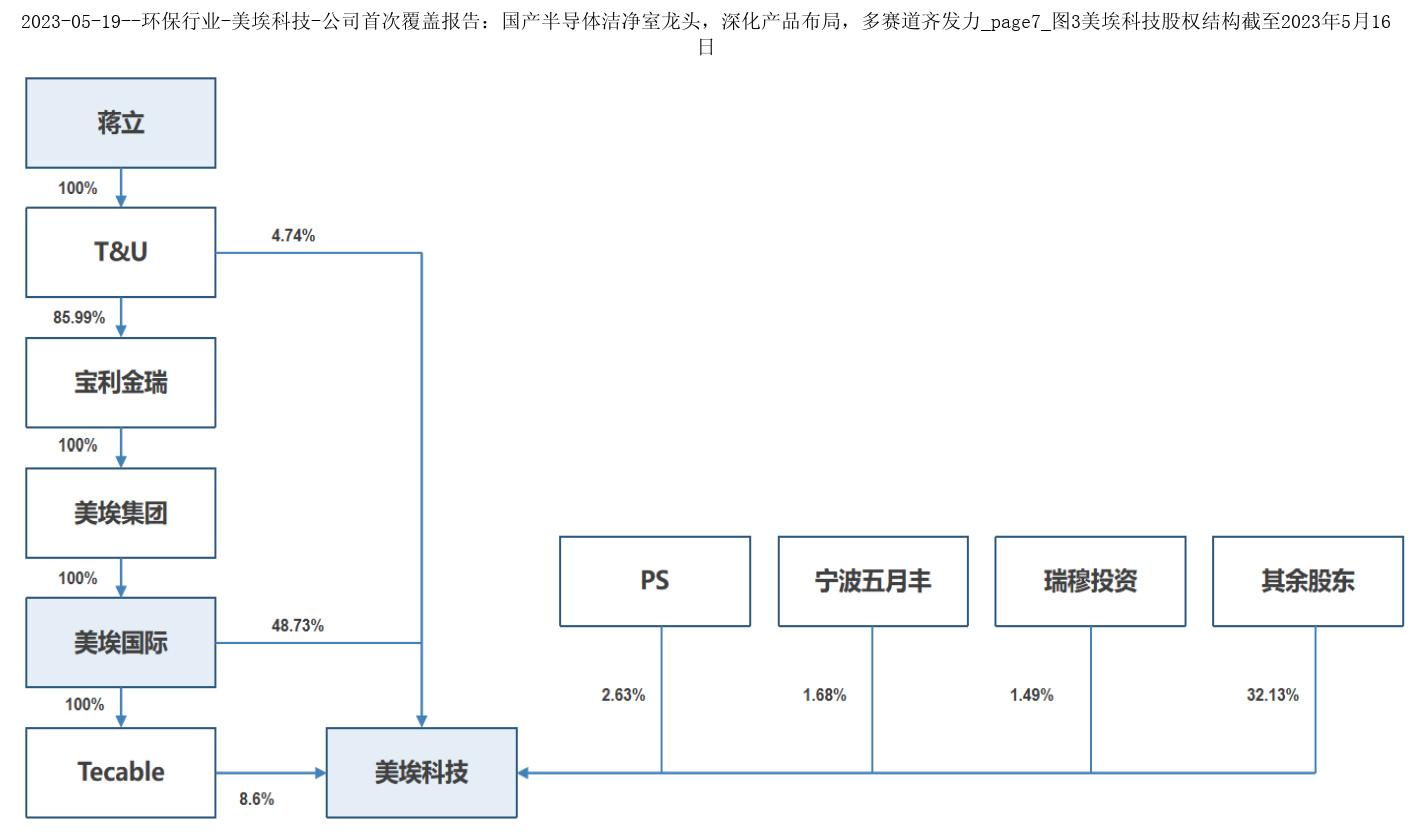 2023-05-19--环保行业-美埃科技-公司首次覆盖报告：国产半导体洁净室龙头，深化产品布局，多赛道齐发力_page7_图3美埃科技股权结构截至2023年5月16
日
蒋立
100%
T&U
4.74%
85.99%
宝利金瑞
100%
美埃集团
100%
美埃国际
48.73%
100%
Tecable
8.6%
美埃科技
PS
宁波五月丰
瑞穆投资
其余股东
2.63%
1.68%
1.49%
32.13%